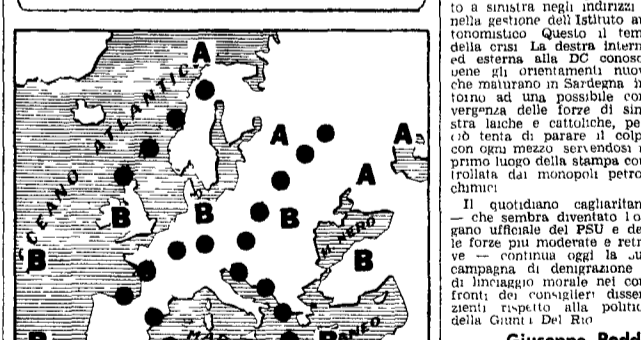 A
OCEANO ATLANTICO
A
A
A
B
B
B
M. NERO
B
B
B
B
to a sinistra negli indirizzi
nella gestione dell Istituto au
tonomistico Questo il tem
della crisi La destra intern
ed esterna alla DC conosc
bene gli orientamenti nuov
che maturano in Sardegna in
torno ad una possibile con
vergenza delle forze di sin
stra laiche e cattoliche, pe
ciò tenta di parare il colp
con ogni mezzo servendosi i
primo luogo della stampa con
trollata dai monopoli petro
chimici
Il quotidiano cagliaritan
— che sembra diventato l o
gano ufficiale del PSU e de
le forze più moderate e retri
ve — continua oggi la su
campagna di denigrazione
di linciaggio morale nei con
fronti dei consiglieri dissen
zienti rispetto alla politic
della Giunta Del Rio